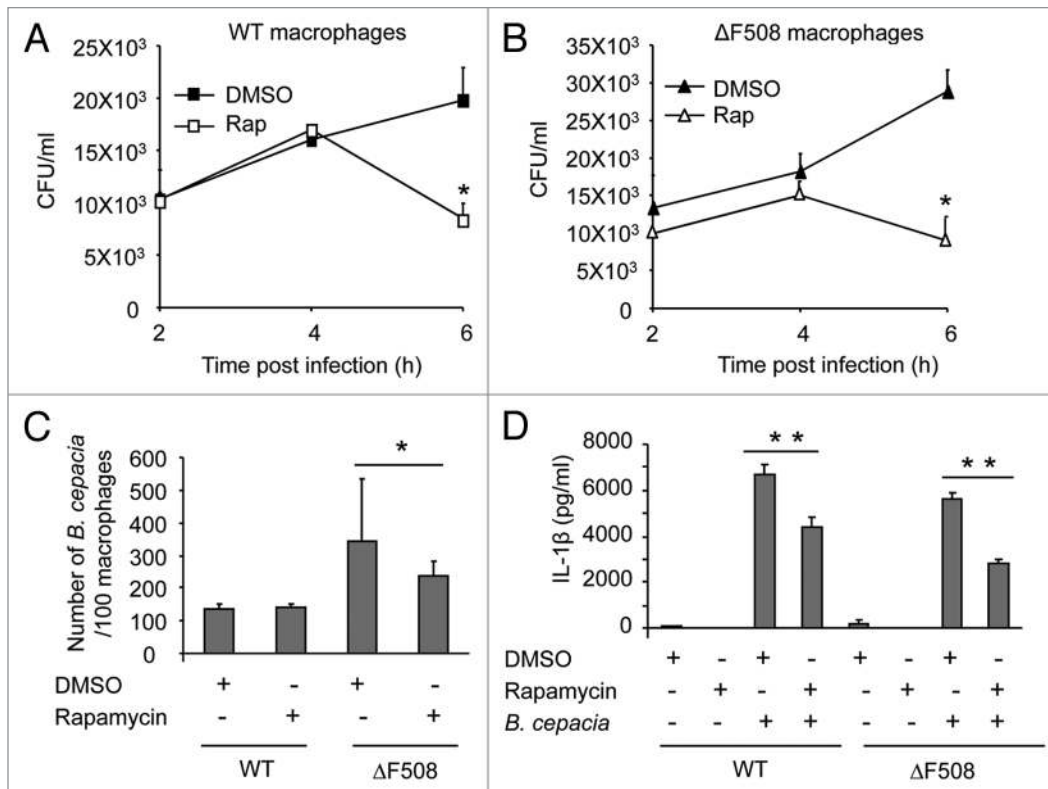 A
WT macrophages
25X10³
20X10³
15X10³
10X10³
5X10³
0
CFU/ml
DMSO
Rap
*
2 4 6
Time post infection (h)
B
ΔF508 macrophages
35X10³
30X10³
25X10³
20X10³
15X10³
10X10³
5X10³
0
CFU/ml
DMSO
Rap
*
2 4 6
Time post infection (h)
C
Number of B. cepacia
/100 macrophages
600
500
400
300
200
100
0
*
DMSO + - + -
Rapamycin - + - +
WT ΔF508
D
IL-1β (pg/ml)
8000
6000
4000
2000
0
* *
* *
DMSO + - + - + - + -
Rapamycin - + - + - + - +
B. cepacia - - + + - - + +
WT ΔF508